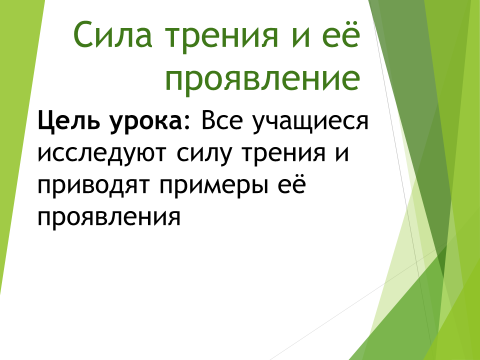 Сила трения и её
проявление
Цель урока: Все учащиеся
исследуют силу трения и
приводят примеры её
проявления